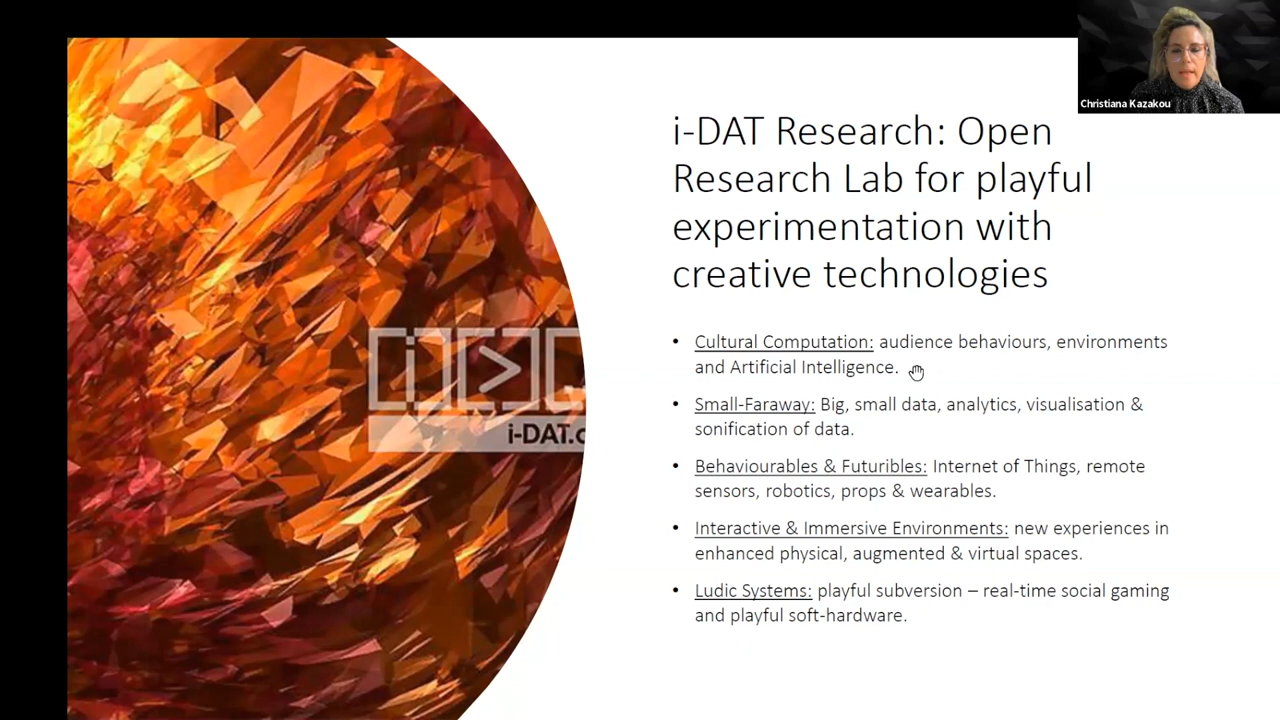 Christiana Kazakou
i-DAT Research: Open
Research Lab for playful
experimentation with
creative technologies
• Cultural Computation: audience behaviours, environments
and Artificial Intelligence.
• Small-Faraway: Big, small data, analytics, visualisation &
sonification of data.
• Behaviourables & Futuribles: Internet of Things, remote
sensors, robotics, props & wearables.
• Interactive & Immersive Environments: new experiences in
enhanced physical, augmented & virtual spaces.
• Ludic Systems: playful subversion – real-time social gaming
and playful soft-hardware.
[i][>][
i-DAT.c